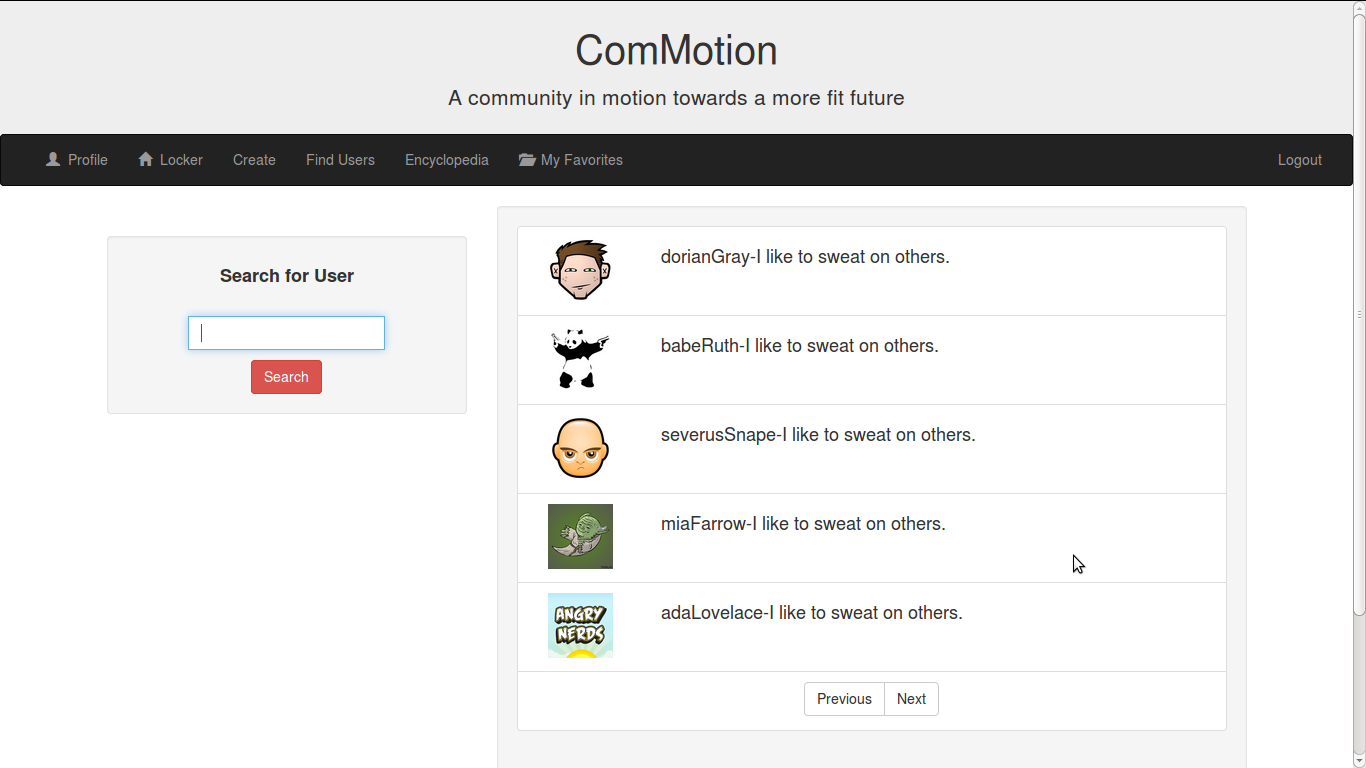 ComMotion
A community in motion towards a more fit future
Profile Locker Create Find Users Encyclopedia My Favorites Logout
Search for User
Search
dorianGray-I like to sweat on others.
babeRuth-I like to sweat on others.
severusSnape-I like to sweat on others.
miaFarrow-I like to sweat on others.
ANGRY
NERDS
adaLovelace-I like to sweat on others.
Previous Next